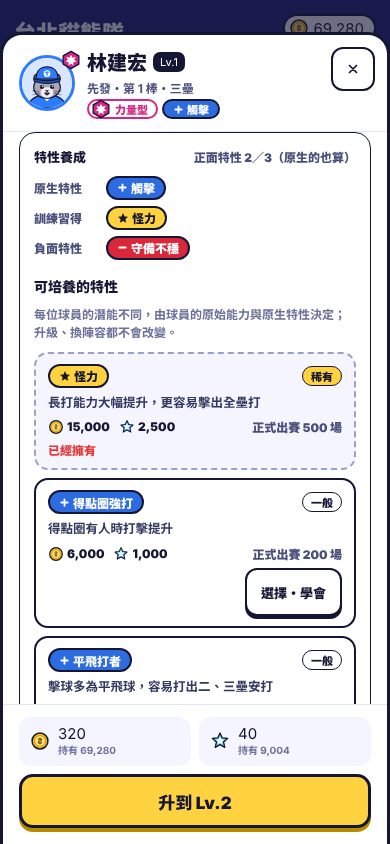 69,280
林建宏 Lv.1
先發・第1棒・三壘
力量型 + 觸擊
特性養成 正面特性 2／3（原生的也算）
原生特性 + 觸擊
訓練習得 ★ 怪力
負面特性 − 守備不穩
可培養的特性
每位球員的潛能不同，由球員的原始能力與原生特性決定；
升級、換陣容都不會改變。
★ 怪力 稀有
長打能力大幅提升，更容易擊出全壘打
15,000 2,500 正式出賽 500 場
已經擁有
+ 得點圈強打 一般
得點圈有人時打擊提升
6,000 1,000 正式出賽 200 場
選擇・學會
+ 平飛打者 一般
擊球多為平飛球，容易打出二、三壘安打
320 40
持有 69,280 持有 9,004
升到 Lv.2